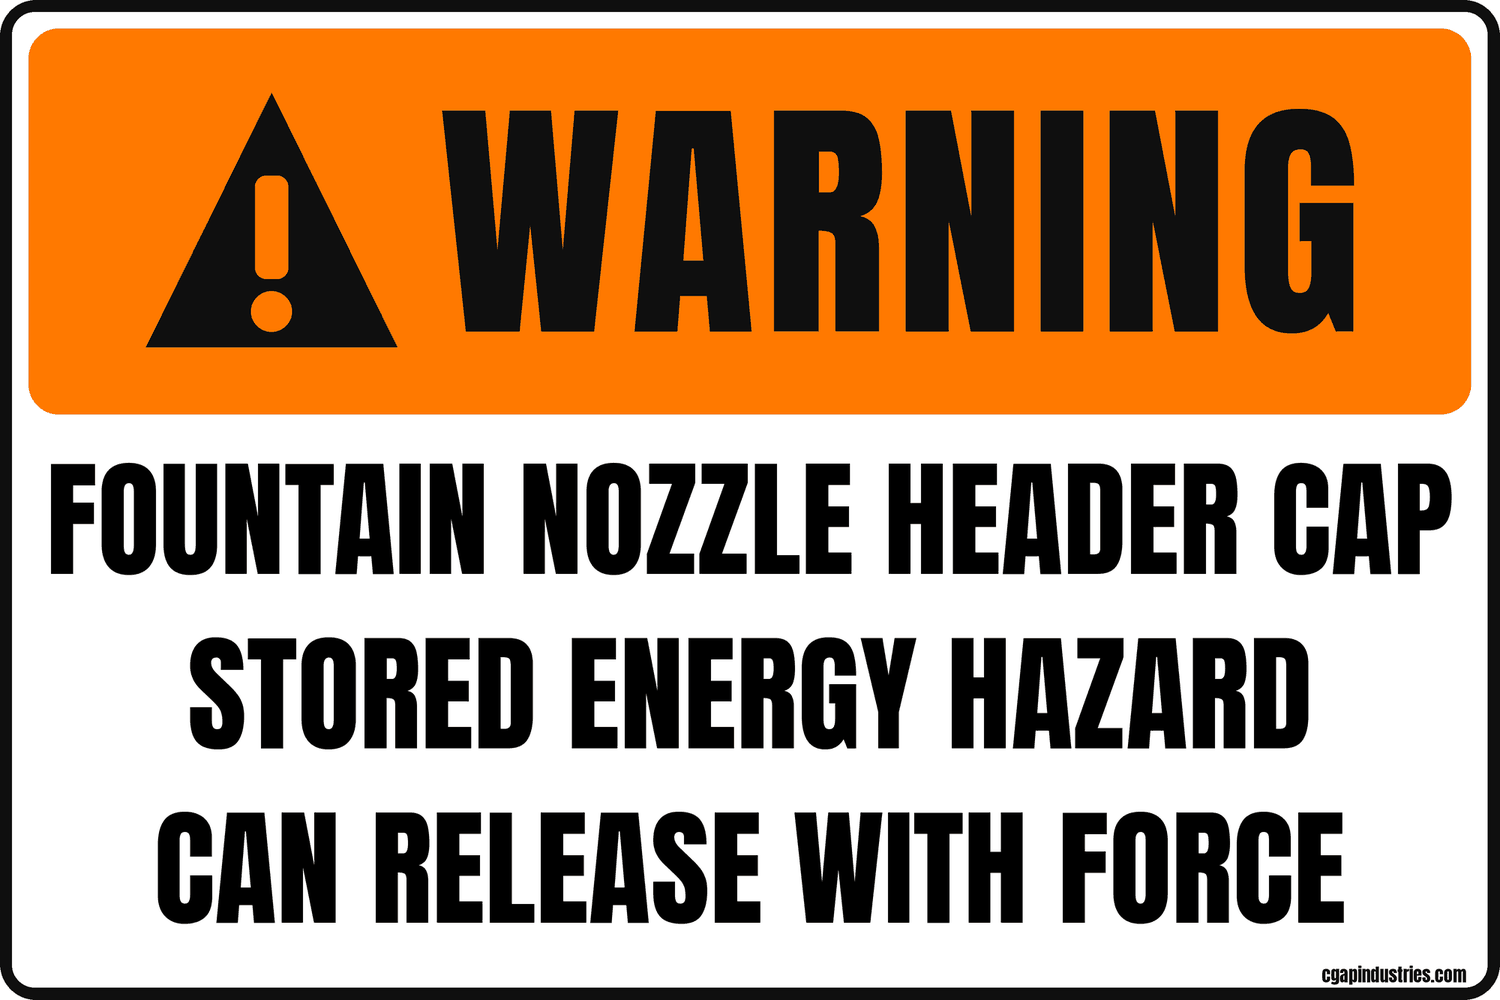 WARNING
FOUNTAIN NOZZLE HEADER CAP
STORED ENERGY HAZARD
CAN RELEASE WITH FORCE
cgapindustries.com